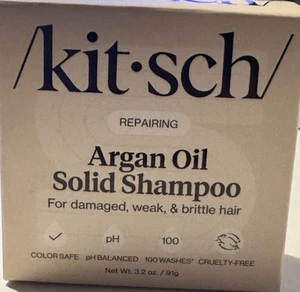 /kit·sch/
REPAIRING
Argan Oil
Solid Shampoo
For damaged, weak, & brittle hair
pH 100
COLOR SAFE pH BALANCED 100 WASHES* CRUELTY-FREE
Net Wt. 3.2 oz. / 91g